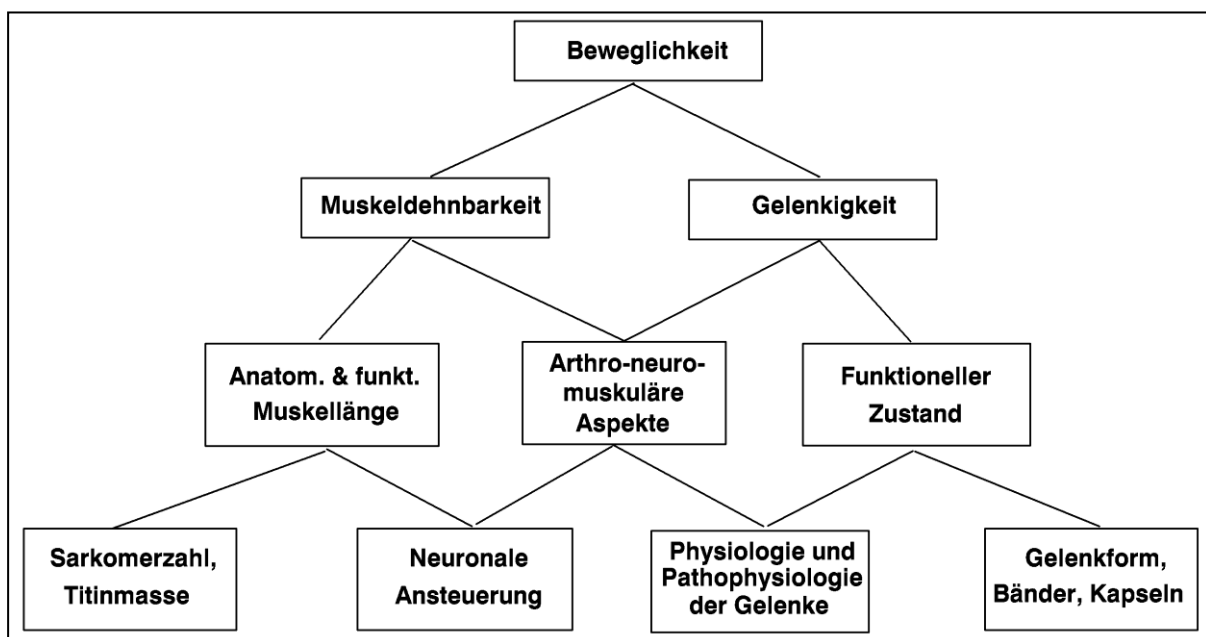 Beweglichkeit
Muskeldehnbarkeit
Gelenkigkeit
Anatom. & funkt.
Muskellänge
Arthro-neuro-
muskuläre
Aspekte
Funktioneller
Zustand
Sarkomerzahl,
Titinmasse
Neuronale
Ansteuerung
Physiologie und
Pathophysiologie
der Gelenke
Gelenkform,
Bänder, Kapseln